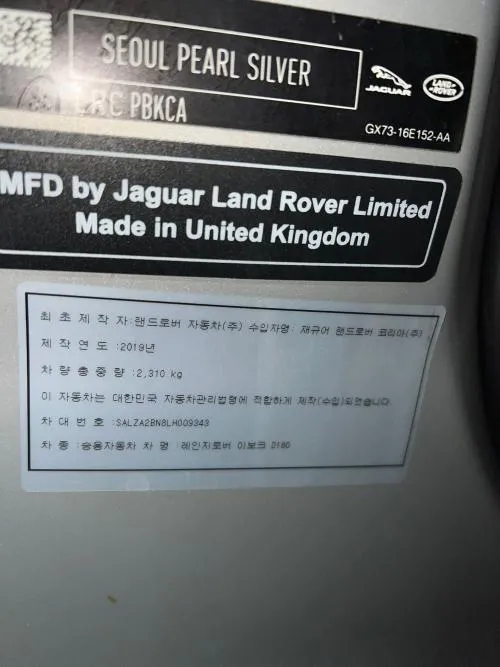 SEOUL PEARL SILVER
JAGUAR
LAND ROVER
LRC PBKCA
GX73-16E152-AA
MFD by Jaguar Land Rover Limited
Made in United Kingdom
최 초 제 작 자 :랜드로버 자동차(주) 수입자명: 재규어 랜드로버 코리아(주)
제 작 연 도 :2019년
차 량 총 중 량 :2,310 kg
이 자동차는 대한민국 자동차관리법령에 적합하게 제작(수입)되었습니다.
차 대 번 호 :SALZA2BN8LH009343
차 종 :승용자동차 차 명 :레인지로버 이보크 D180